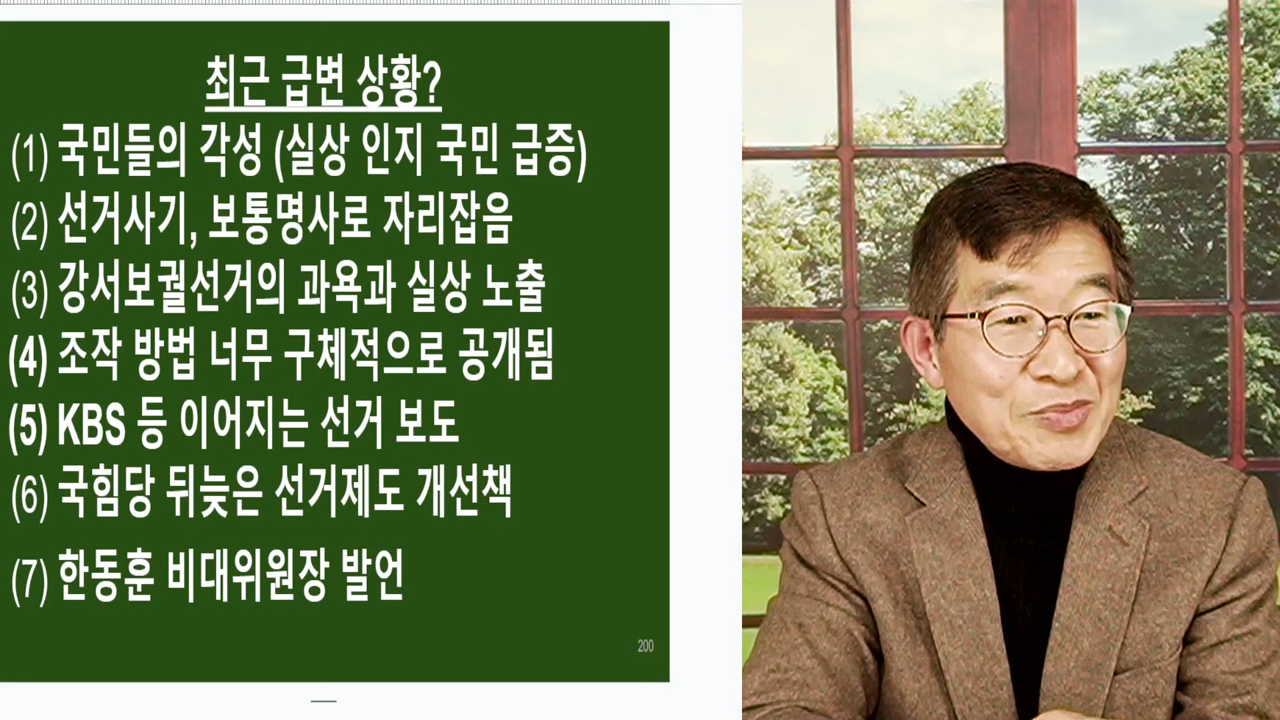 최근 급변 상황?
(1) 국민들의 각성 (실상 인지 국민 급증)
(2) 선거사기, 보통명사로 자리잡음
(3) 강서보궐선거의 과욕과 실상 노출
(4) 조작 방법 너무 구체적으로 공개됨
(5) KBS 등 이어지는 선거 보도
(6) 국힘당 뒤늦은 선거제도 개선책
(7) 한동훈 비대위원장 발언
200